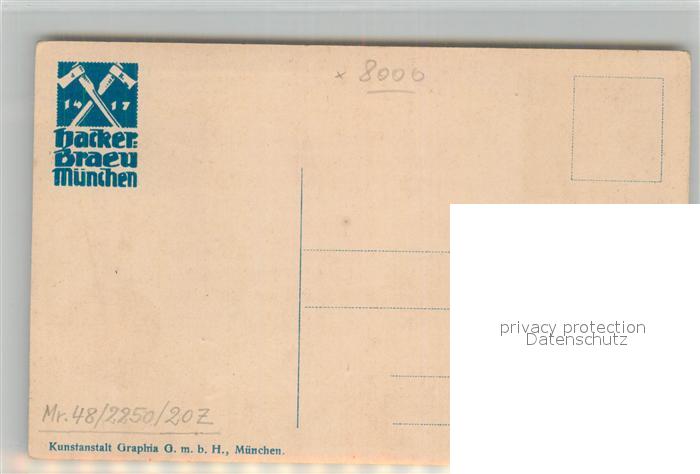 x 8000
14 17
Hacker-
Braeu
München
privacy protection
Datenschutz
Mr.48/2250/20Z
Kunstanstalt Graphia G. m. b. H., München.